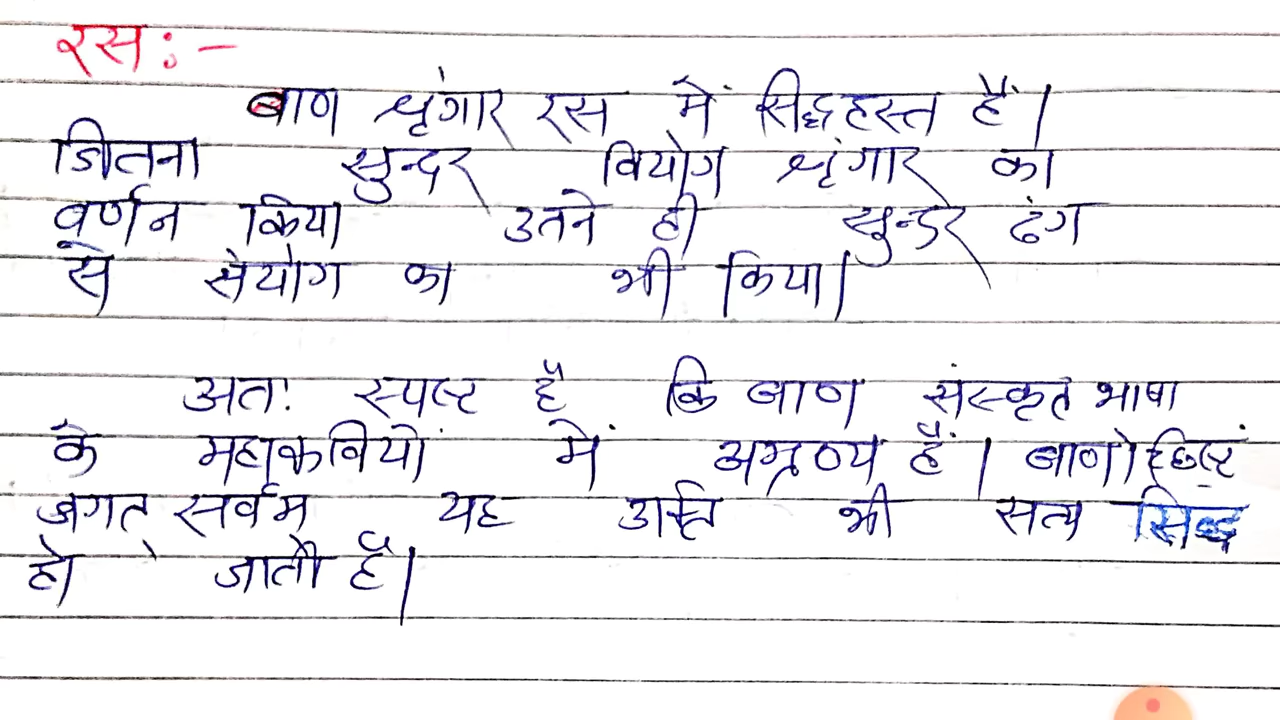 रस :-
बाण श्रृंगार रस में सिद्धहस्त हैं।
जितना सुन्दर वियोग श्रृंगार का
वर्णन किया उतने ही सुन्दर ढंग
से संयोग का भी किया।
अतः स्पष्ट है कि बाण संस्कृत भाषा
के महाकवियों में अग्रण्य हैं। बाणोच्छिष्टं
जगत सर्वम यह उक्ति भी सत्य सिद्ध
हो जाती है।